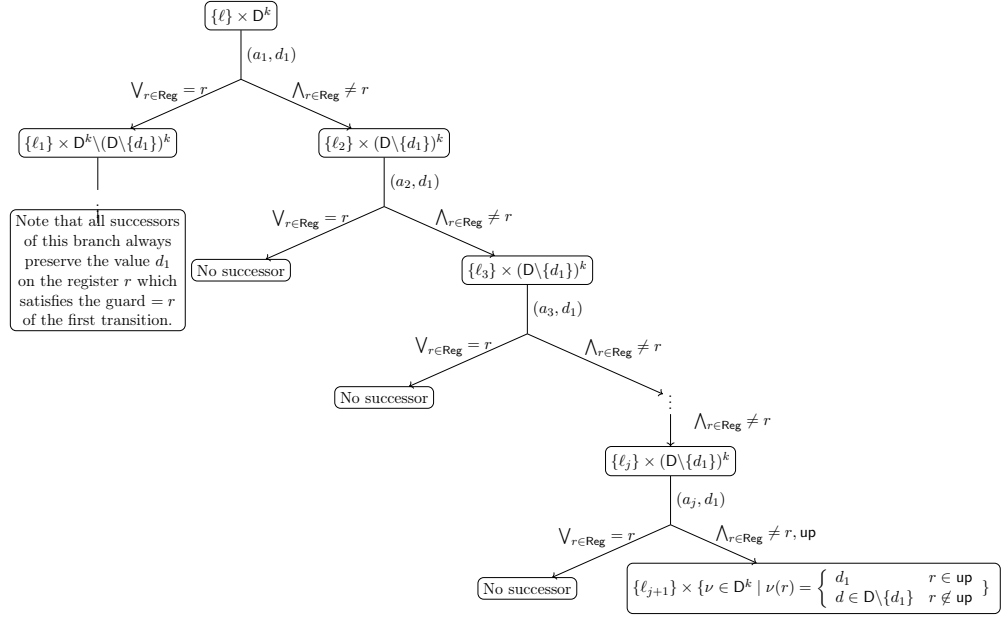 {ℓ} × D^k
(a_1, d_1)
⋁_{r∈Reg} = r
⋀_{r∈Reg} ≠ r
{ℓ_1} × D^k\(D\{d_1})^k
{ℓ_2} × (D\{d_1})^k
(a_2, d_1)
⋮
Note that all successors
of this branch always
preserve the value d_1
on the register r which
satisfies the guard = r
of the first transition.
⋁_{r∈Reg} = r
⋀_{r∈Reg} ≠ r
No successor
{ℓ_3} × (D\{d_1})^k
(a_3, d_1)
⋁_{r∈Reg} = r
⋀_{r∈Reg} ≠ r
No successor
⋮
⋀_{r∈Reg} ≠ r
{ℓ_j} × (D\{d_1})^k
(a_j, d_1)
⋁_{r∈Reg} = r
⋀_{r∈Reg} ≠ r, up
No successor
{ℓ_{j+1}} × {ν ∈ D^k | ν(r) = { d_1 r ∈ up
d ∈ D\{d_1} r ∉ up }